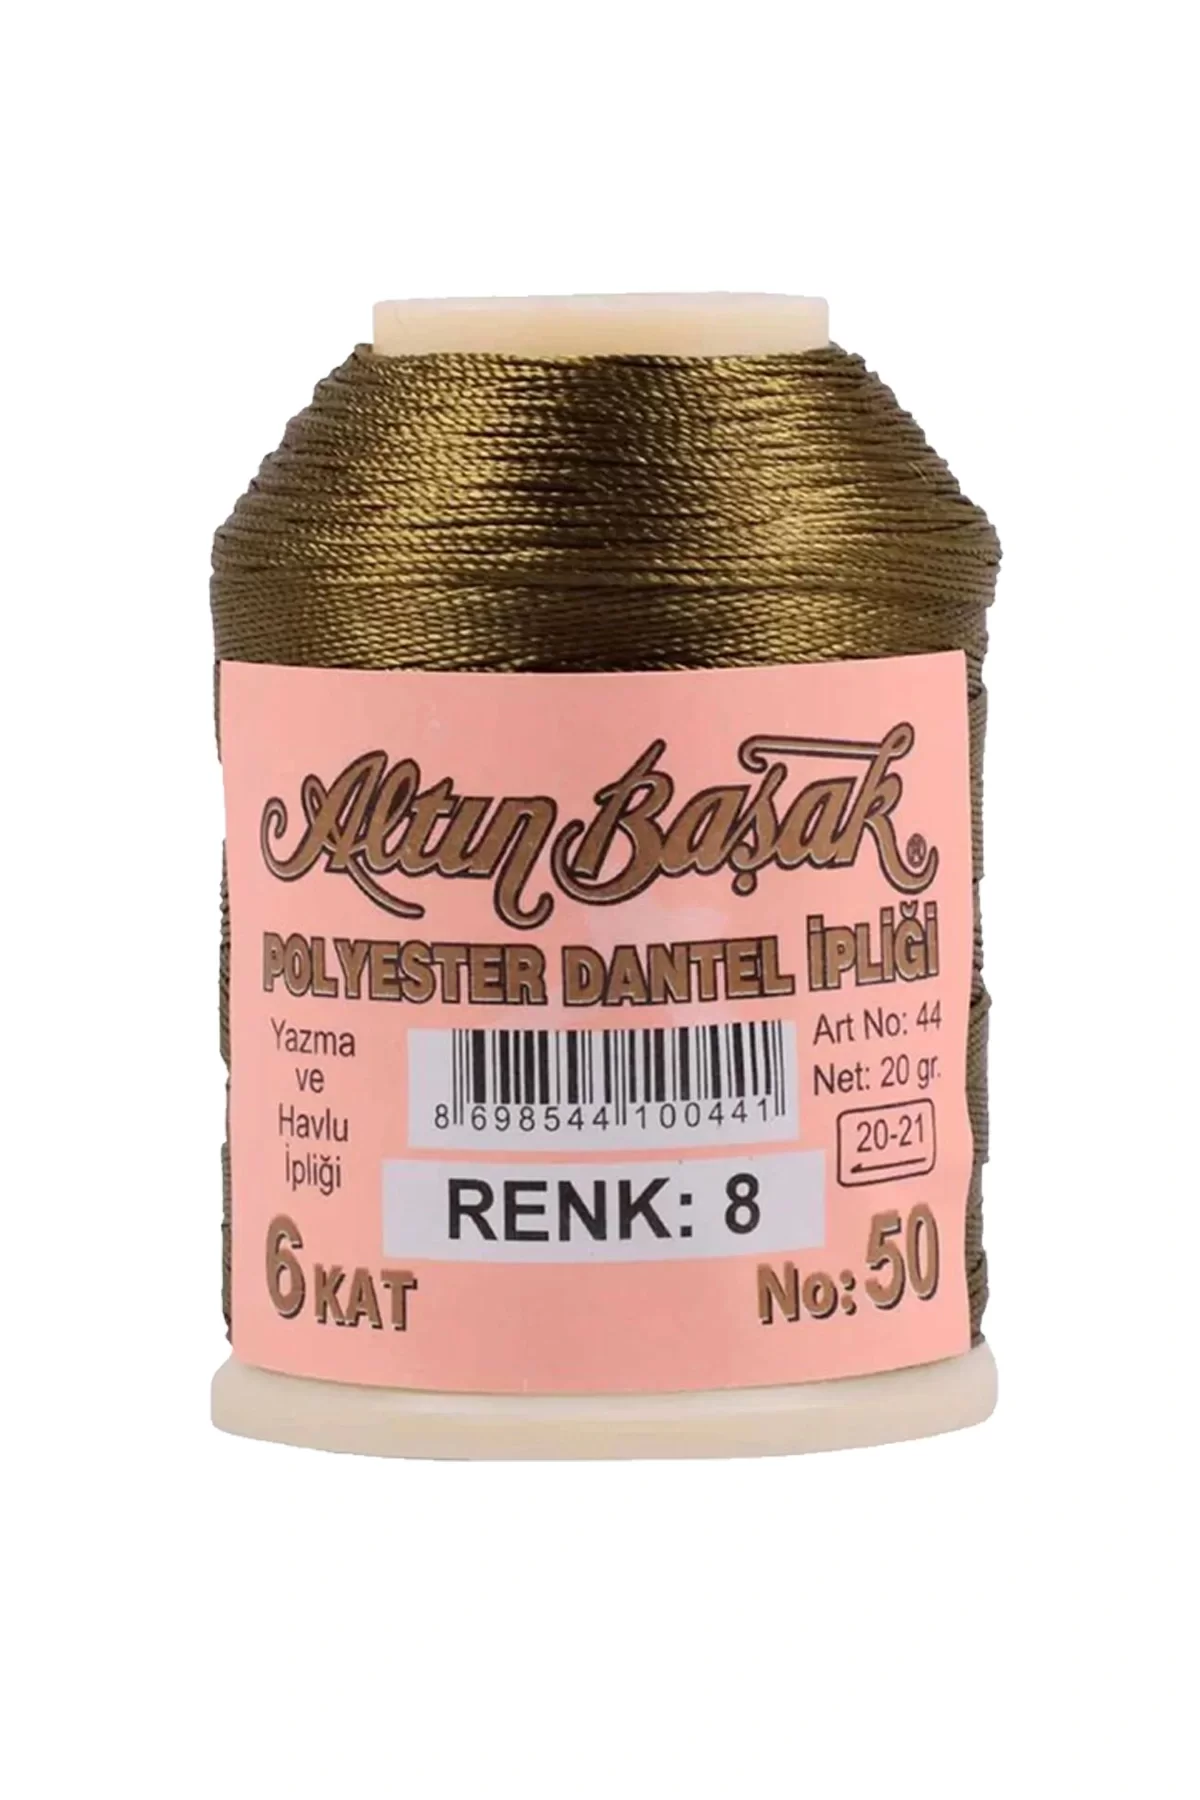 Altın Başak ®
POLYESTER DANTEL İPLİĞİ
Yazma
ve
Havlu
İpliği
8 698544 100441
Art No: 44
Net: 20 gr.
20-21
RENK: 8
6 KAT
No: 50